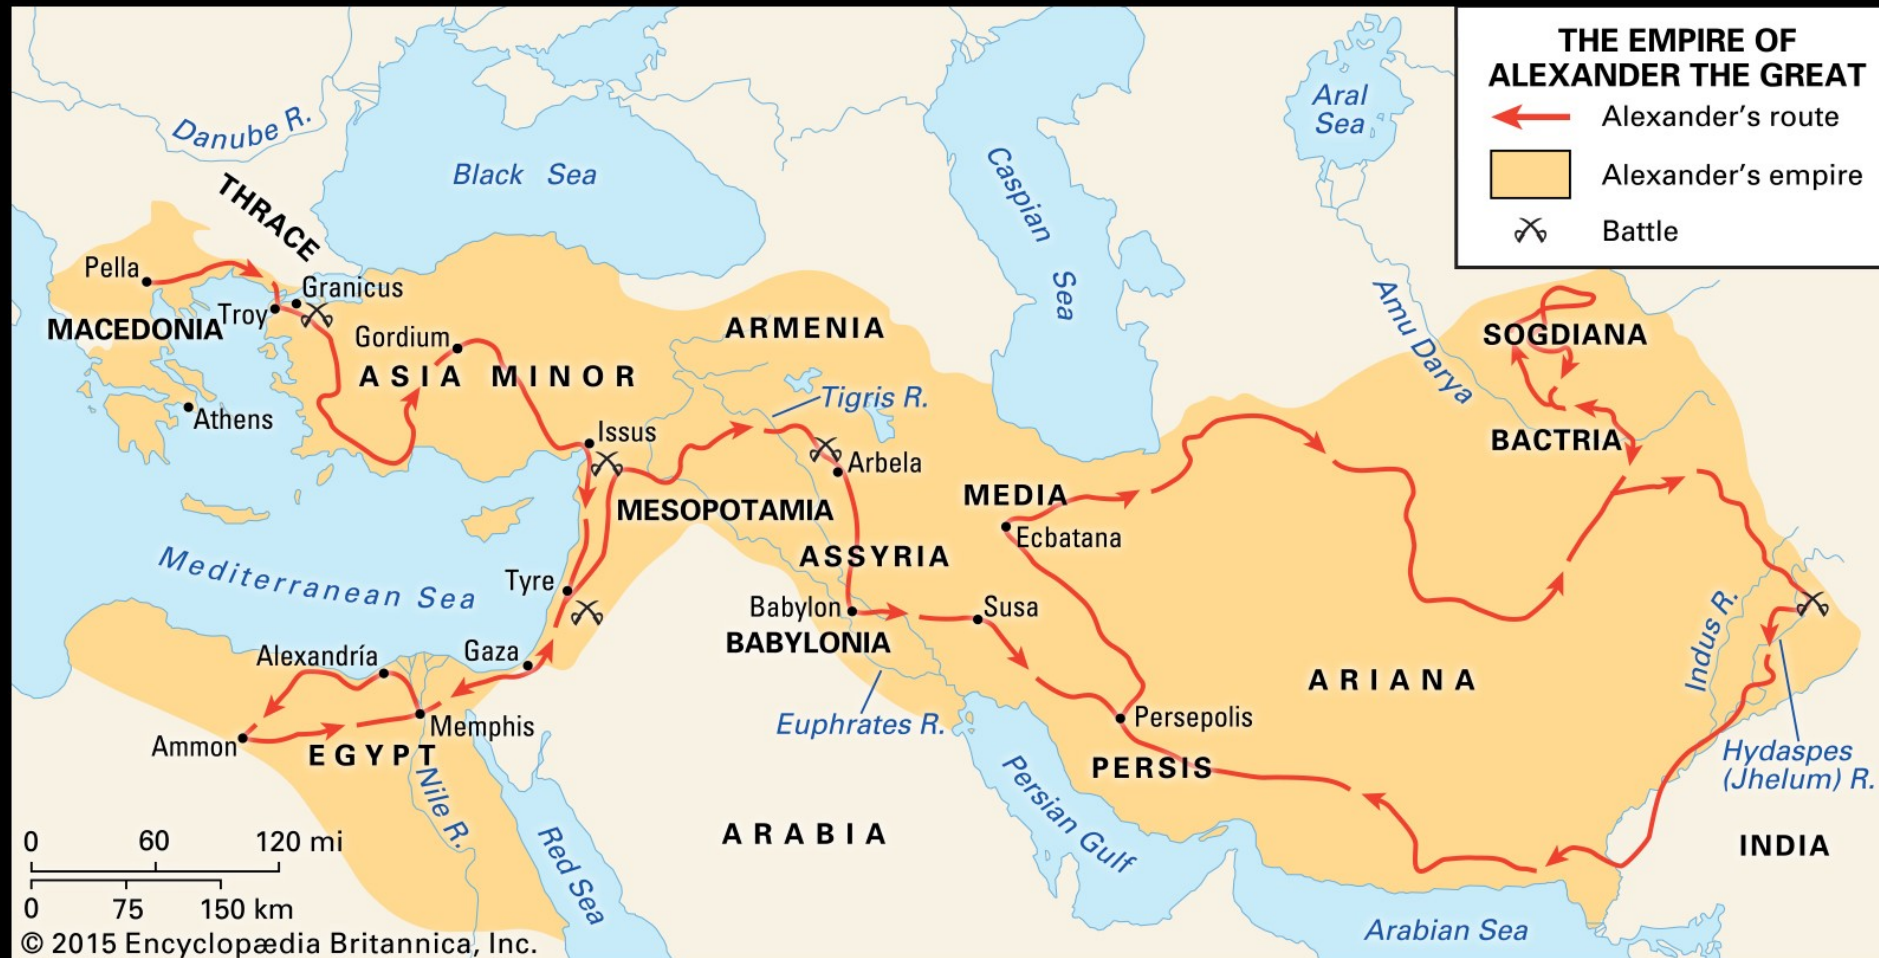 THE EMPIRE OF
ALEXANDER THE GREAT
Alexander's route
Alexander's empire
Battle
Danube R.
Black Sea
Caspian
Sea
Aral
Sea
THRACE
Pella
Granicus
Troy
MACEDONIA
Gordium
ASIA MINOR
ARMENIA
Amu Darya
SOGDIANA
Athens
Tigris R.
Issus
BACTRIA
Arbela
MEDIA
MESOPOTAMIA
Ecbatana
ASSYRIA
Mediterranean Sea
Tyre
Babylon
Susa
BABYLONIA
Indus R.
Alexandría
Gaza
ARIANA
Euphrates R.
Persepolis
Memphis
Ammon
EGYPT
PERSIS
Hydaspes
(Jhelum) R.
Nile R.
Persian Gulf
ARABIA
Red Sea
INDIA
Arabian Sea
0 60 120 mi
0 75 150 km
© 2015 Encyclopædia Britannica, Inc.